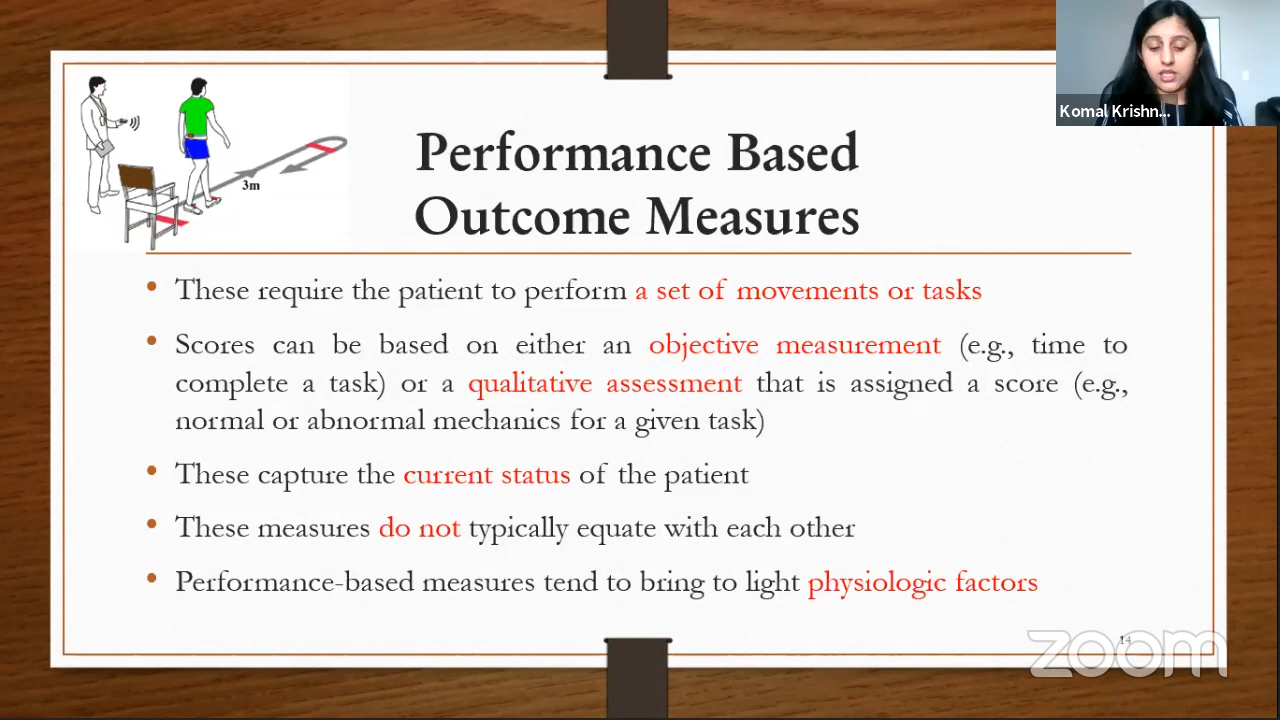 Komal Krishn...
3m
Performance Based
Outcome Measures
• These require the patient to perform a set of movements or tasks
• Scores can be based on either an objective measurement (e.g., time to
complete a task) or a qualitative assessment that is assigned a score (e.g.,
normal or abnormal mechanics for a given task)
• These capture the current status of the patient
• These measures do not typically equate with each other
• Performance-based measures tend to bring to light physiologic factors
14
zoom